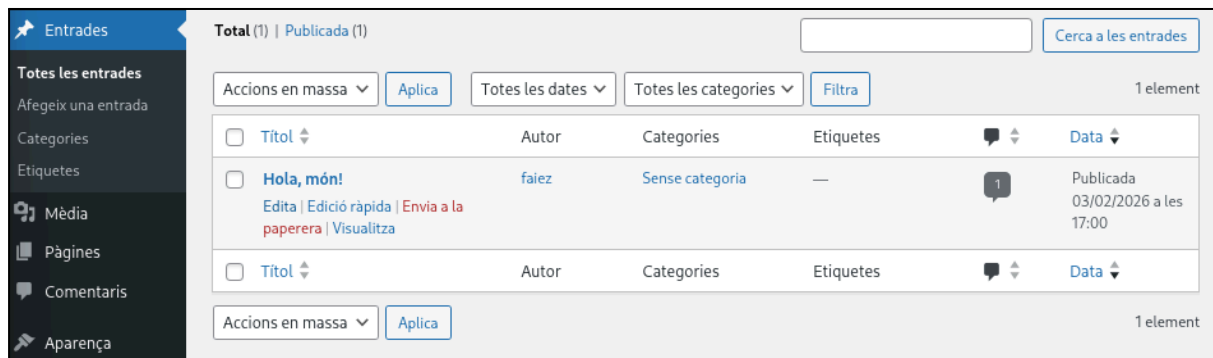 Entrades
Totes les entrades
Afegeix una entrada
Categories
Etiquetes
Mèdia
Pàgines
Comentaris
Aparença
Total (1) | Publicada (1)
Cerca a les entrades
Accions en massa Aplica Totes les dates Totes les categories Filtra 1 element
Títol Autor Categories Etiquetes Data
Hola, món! faiez Sense categoria — 1 Publicada
03/02/2026 a les
17:00
Edita | Edició ràpida | Envia a la
paperera | Visualitza
Títol Autor Categories Etiquetes Data
Accions en massa Aplica 1 element